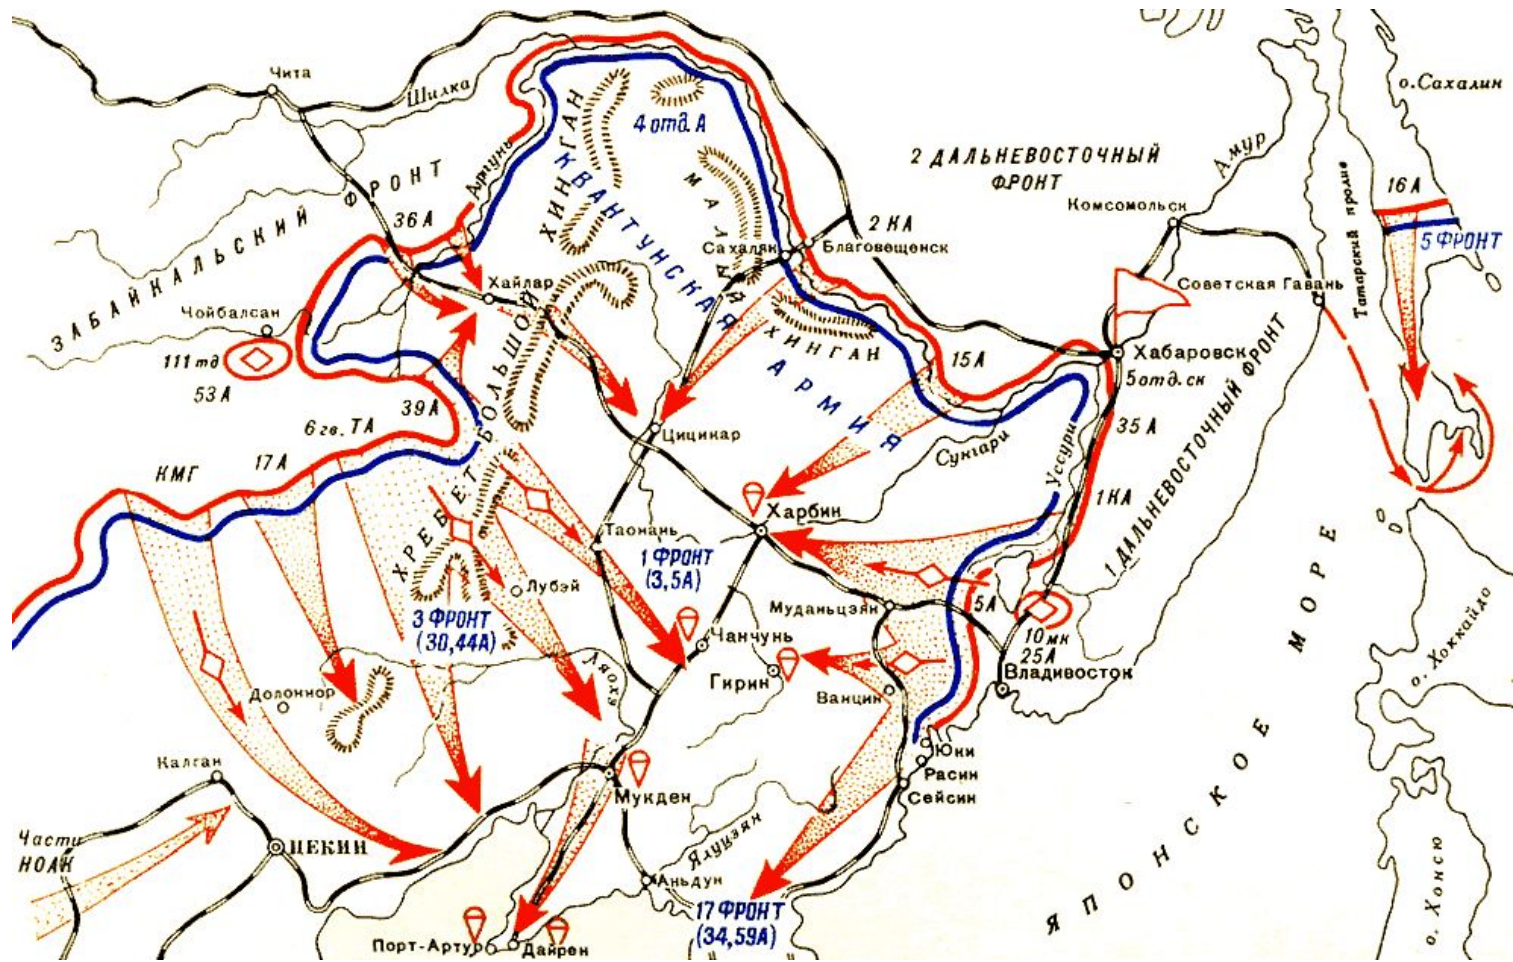 Чита
Шилка
о. Сахалин
ХИНГАН
4 отд. А
Аргунь
ЗАБАЙКАЛЬСКИЙ ФРОНТ
36 А
КВАНТУНСКАЯ АРМИЯ
МАЛЫЙ ХИНГАН
2 ДАЛЬНЕВОСТОЧНЫЙ
ФРОНТ
Амур
Татарский пролив
16 А
5 ФРОНТ
Комсомольск
2 КА
Сахалян
Благовещенск
Хайлар
Советская Гавань
Чойбалсан
111 тд
53 А
БОЛЬШОЙ
15 А
Хабаровск
5 отд. ск
39 А
6 гв. ТА
17 А
КМГ
Цицикар
Сунгари
Уссури
35 А
1 КА
1 ДАЛЬНЕВОСТОЧНЫЙ ФРОНТ
ХРЕБЕТ
Харбин
Таонань
1 ФРОНТ
(3,5А)
Лубэй
3 ФРОНТ
(30,44А)
Муданьцзян
5А
10 мк
25А
Владивосток
Чанчунь
Гирин
Ванцин
Ляохэ
Долоннор
Юки
Расин
Сейсин
Калган
Мукден
Части
НОАК
ПЕКИН
Ялуцзян
Аньдун
17 ФРОНТ
(34,59А)
Порт-Артур
Дайрен
ЯПОНСКОЕ МОРЕ
о. Хоккайдо
о. Хонсю